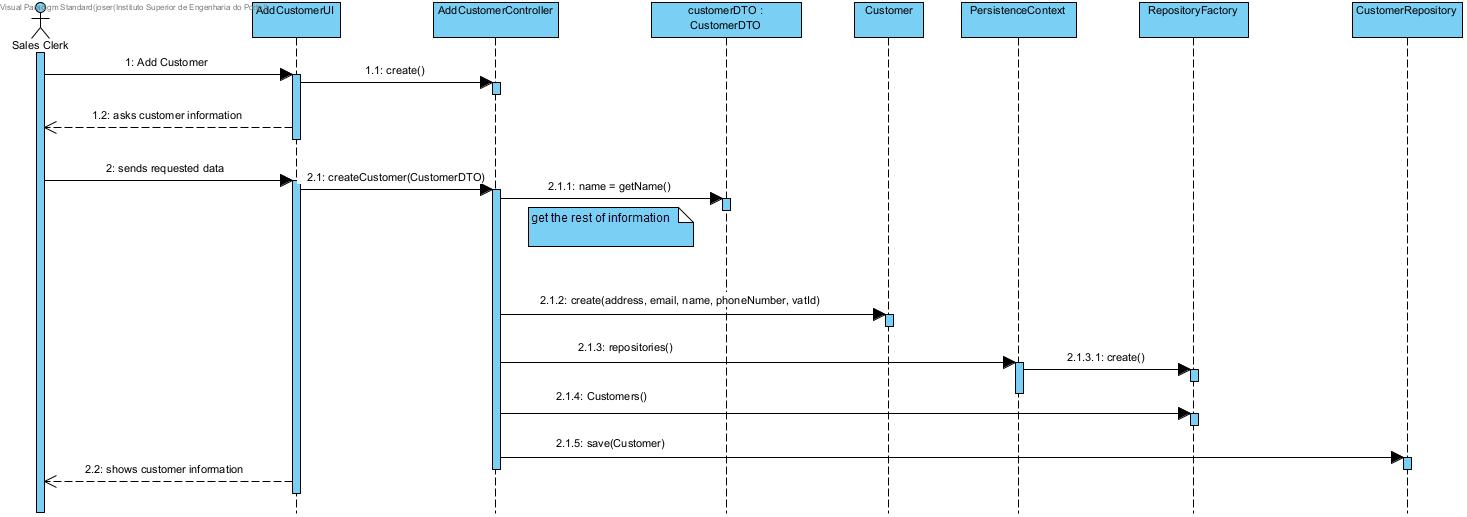 Visual Paradigm Standard(joser(Instituto Superior de Engenharia do Po
Sales Clerk
AddCustomerUI
AddCustomerController
customerDTO :
CustomerDTO
Customer
PersistenceContext
RepositoryFactory
CustomerRepository
1: Add Customer
1.1: create()
1.2: asks customer information
2: sends requested data
2.1: createCustomer(CustomerDTO)
2.1.1: name = getName()
get the rest of information
2.1.2: create(address, email, name, phoneNumber, vatId)
2.1.3: repositories()
2.1.3.1: create()
2.1.4: Customers()
2.1.5: save(Customer)
2.2: shows customer information